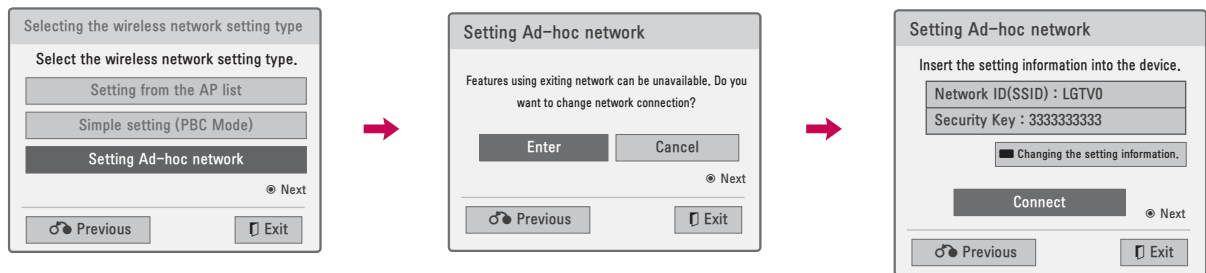 Selecting the wireless network setting type
Select the wireless network setting type.
Setting from the AP list
Simple setting (PBC Mode)
Setting Ad-hoc network
Next
Previous
Exit
Setting Ad-hoc network
Features using exiting network can be unavailable. Do you
want to change network connection?
Enter
Cancel
Next
Previous
Exit
Setting Ad-hoc network
Insert the setting information into the device.
Network ID(SSID) : LGTV0
Security Key : 3333333333
Changing the setting information.
Connect
Next
Previous
Exit